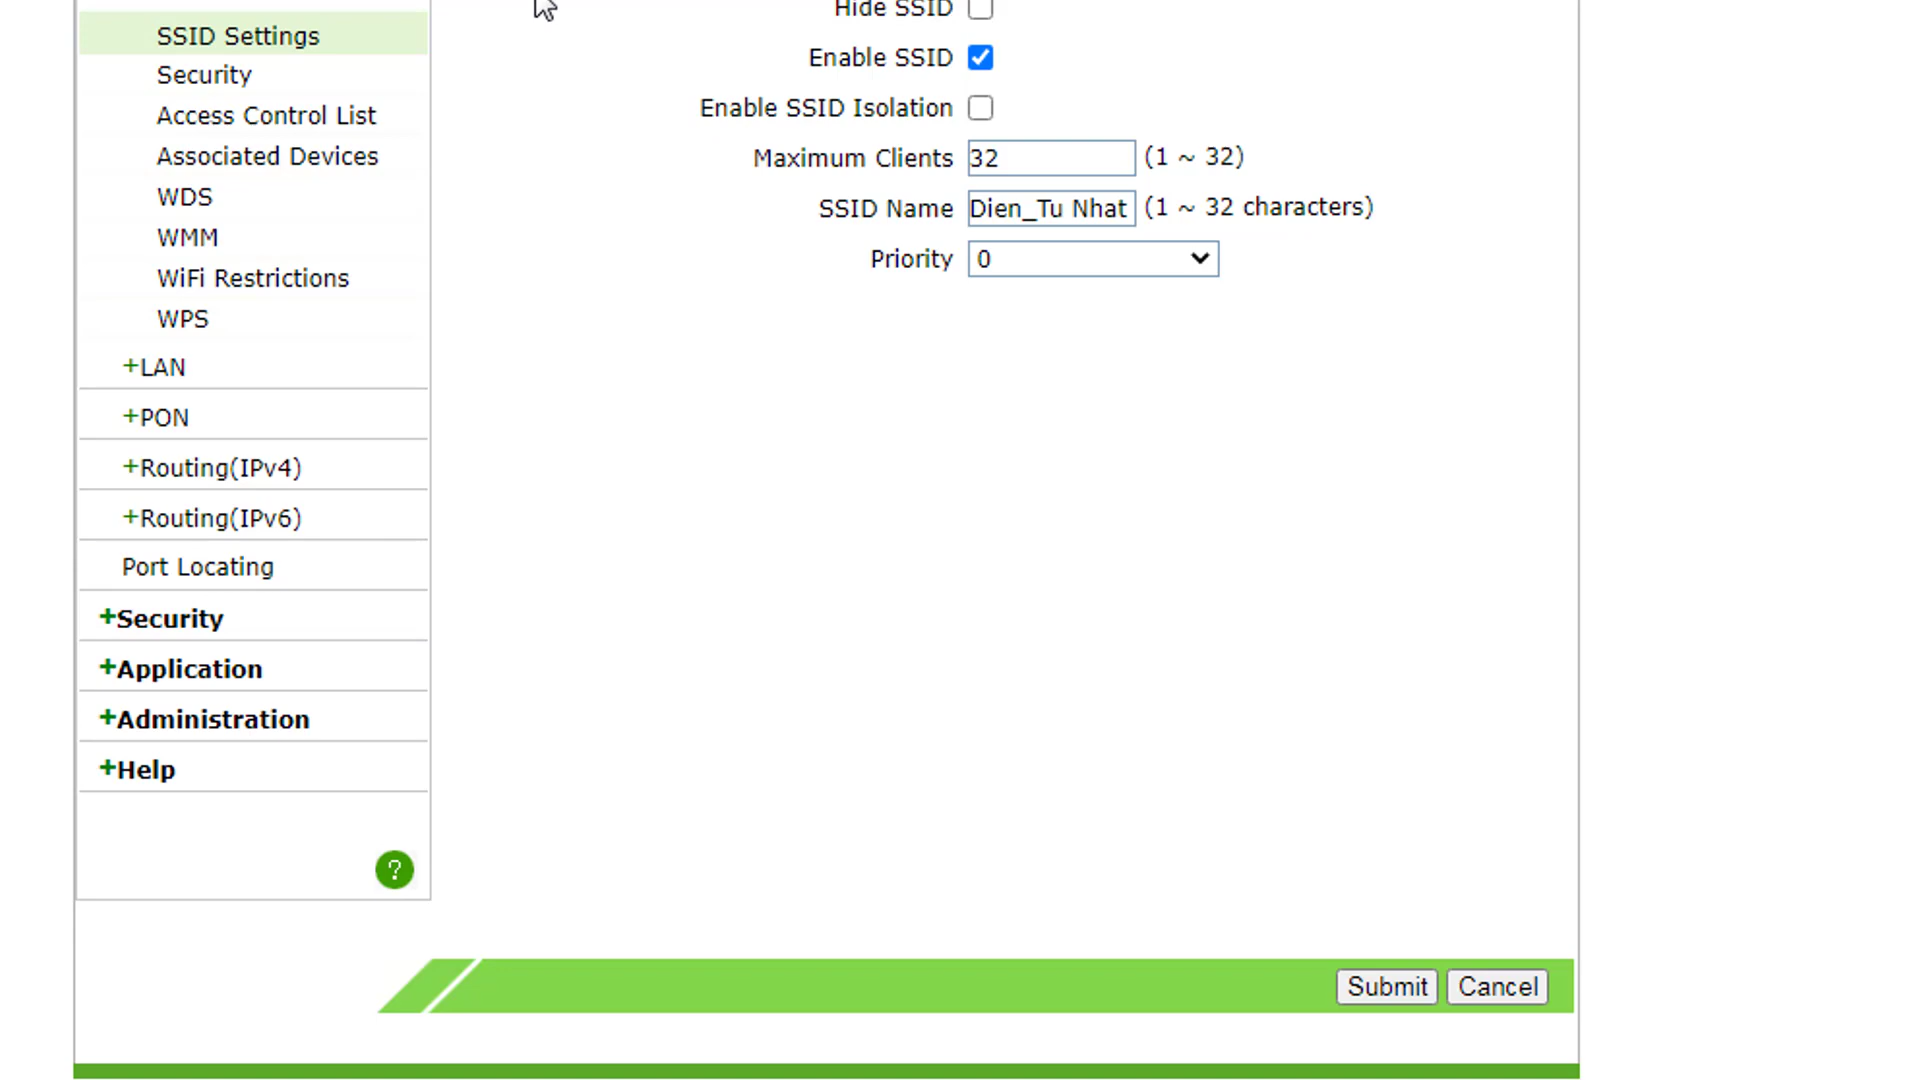 SSID Settings
Security
Access Control List
Associated Devices
WDS
WMM
WiFi Restrictions
WPS
+LAN
+PON
+Routing(IPv4)
+Routing(IPv6)
Port Locating
+Security
+Application
+Administration
+Help
?
Hide SSID
Enable SSID
Enable SSID Isolation
Maximum Clients 32 (1 ~ 32)
SSID Name Dien_Tu Nhat (1 ~ 32 characters)
Priority 0
Submit Cancel